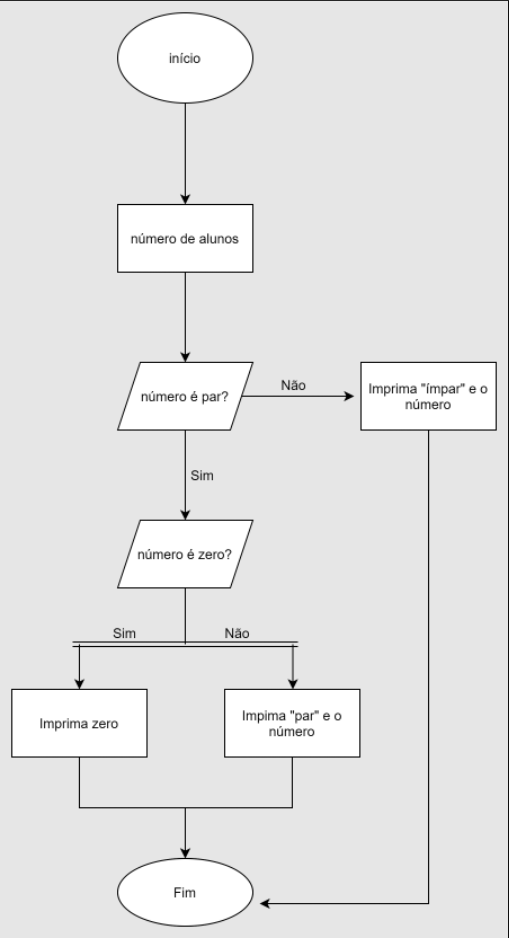 início
número de alunos
número é par?
Não
Imprima "ímpar" e o
número
Sim
número é zero?
Sim
Não
Imprima zero
Impima "par" e o
número
Fim